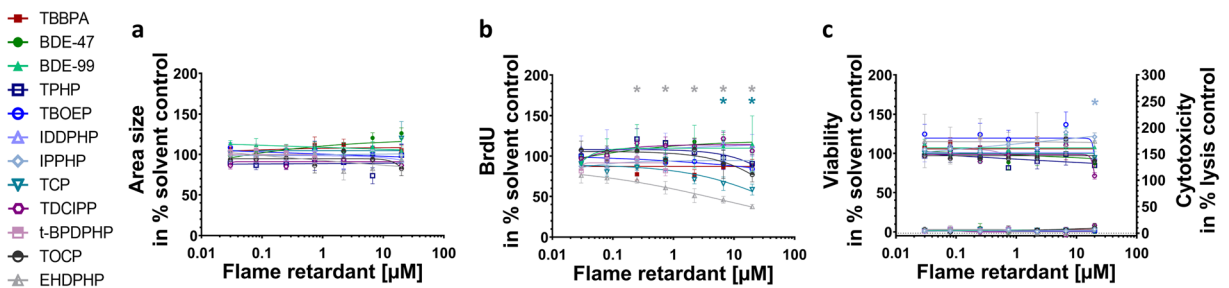 TBBPA
BDE-47
BDE-99
TPHP
TBOEP
IDDPHP
IPPHP
TCP
TDCIPP
t-BPDPHP
TOCP
EHDPHP
a
Area size
in % solvent control
200
150
100
50
0
0.01 0.1 1 10 100
Flame retardant [µM]
b
BrdU
in % solvent control
200
150
100
50
0
* * * * *
* *
0.01 0.1 1 10 100
Flame retardant [µM]
c
Viability
in % solvent control
200
150
100
50
0
*
300
250
200
150
100
50
0
Cytotoxicity
in % lysis control
0.01 0.1 1 10 100
Flame retardant [µM]